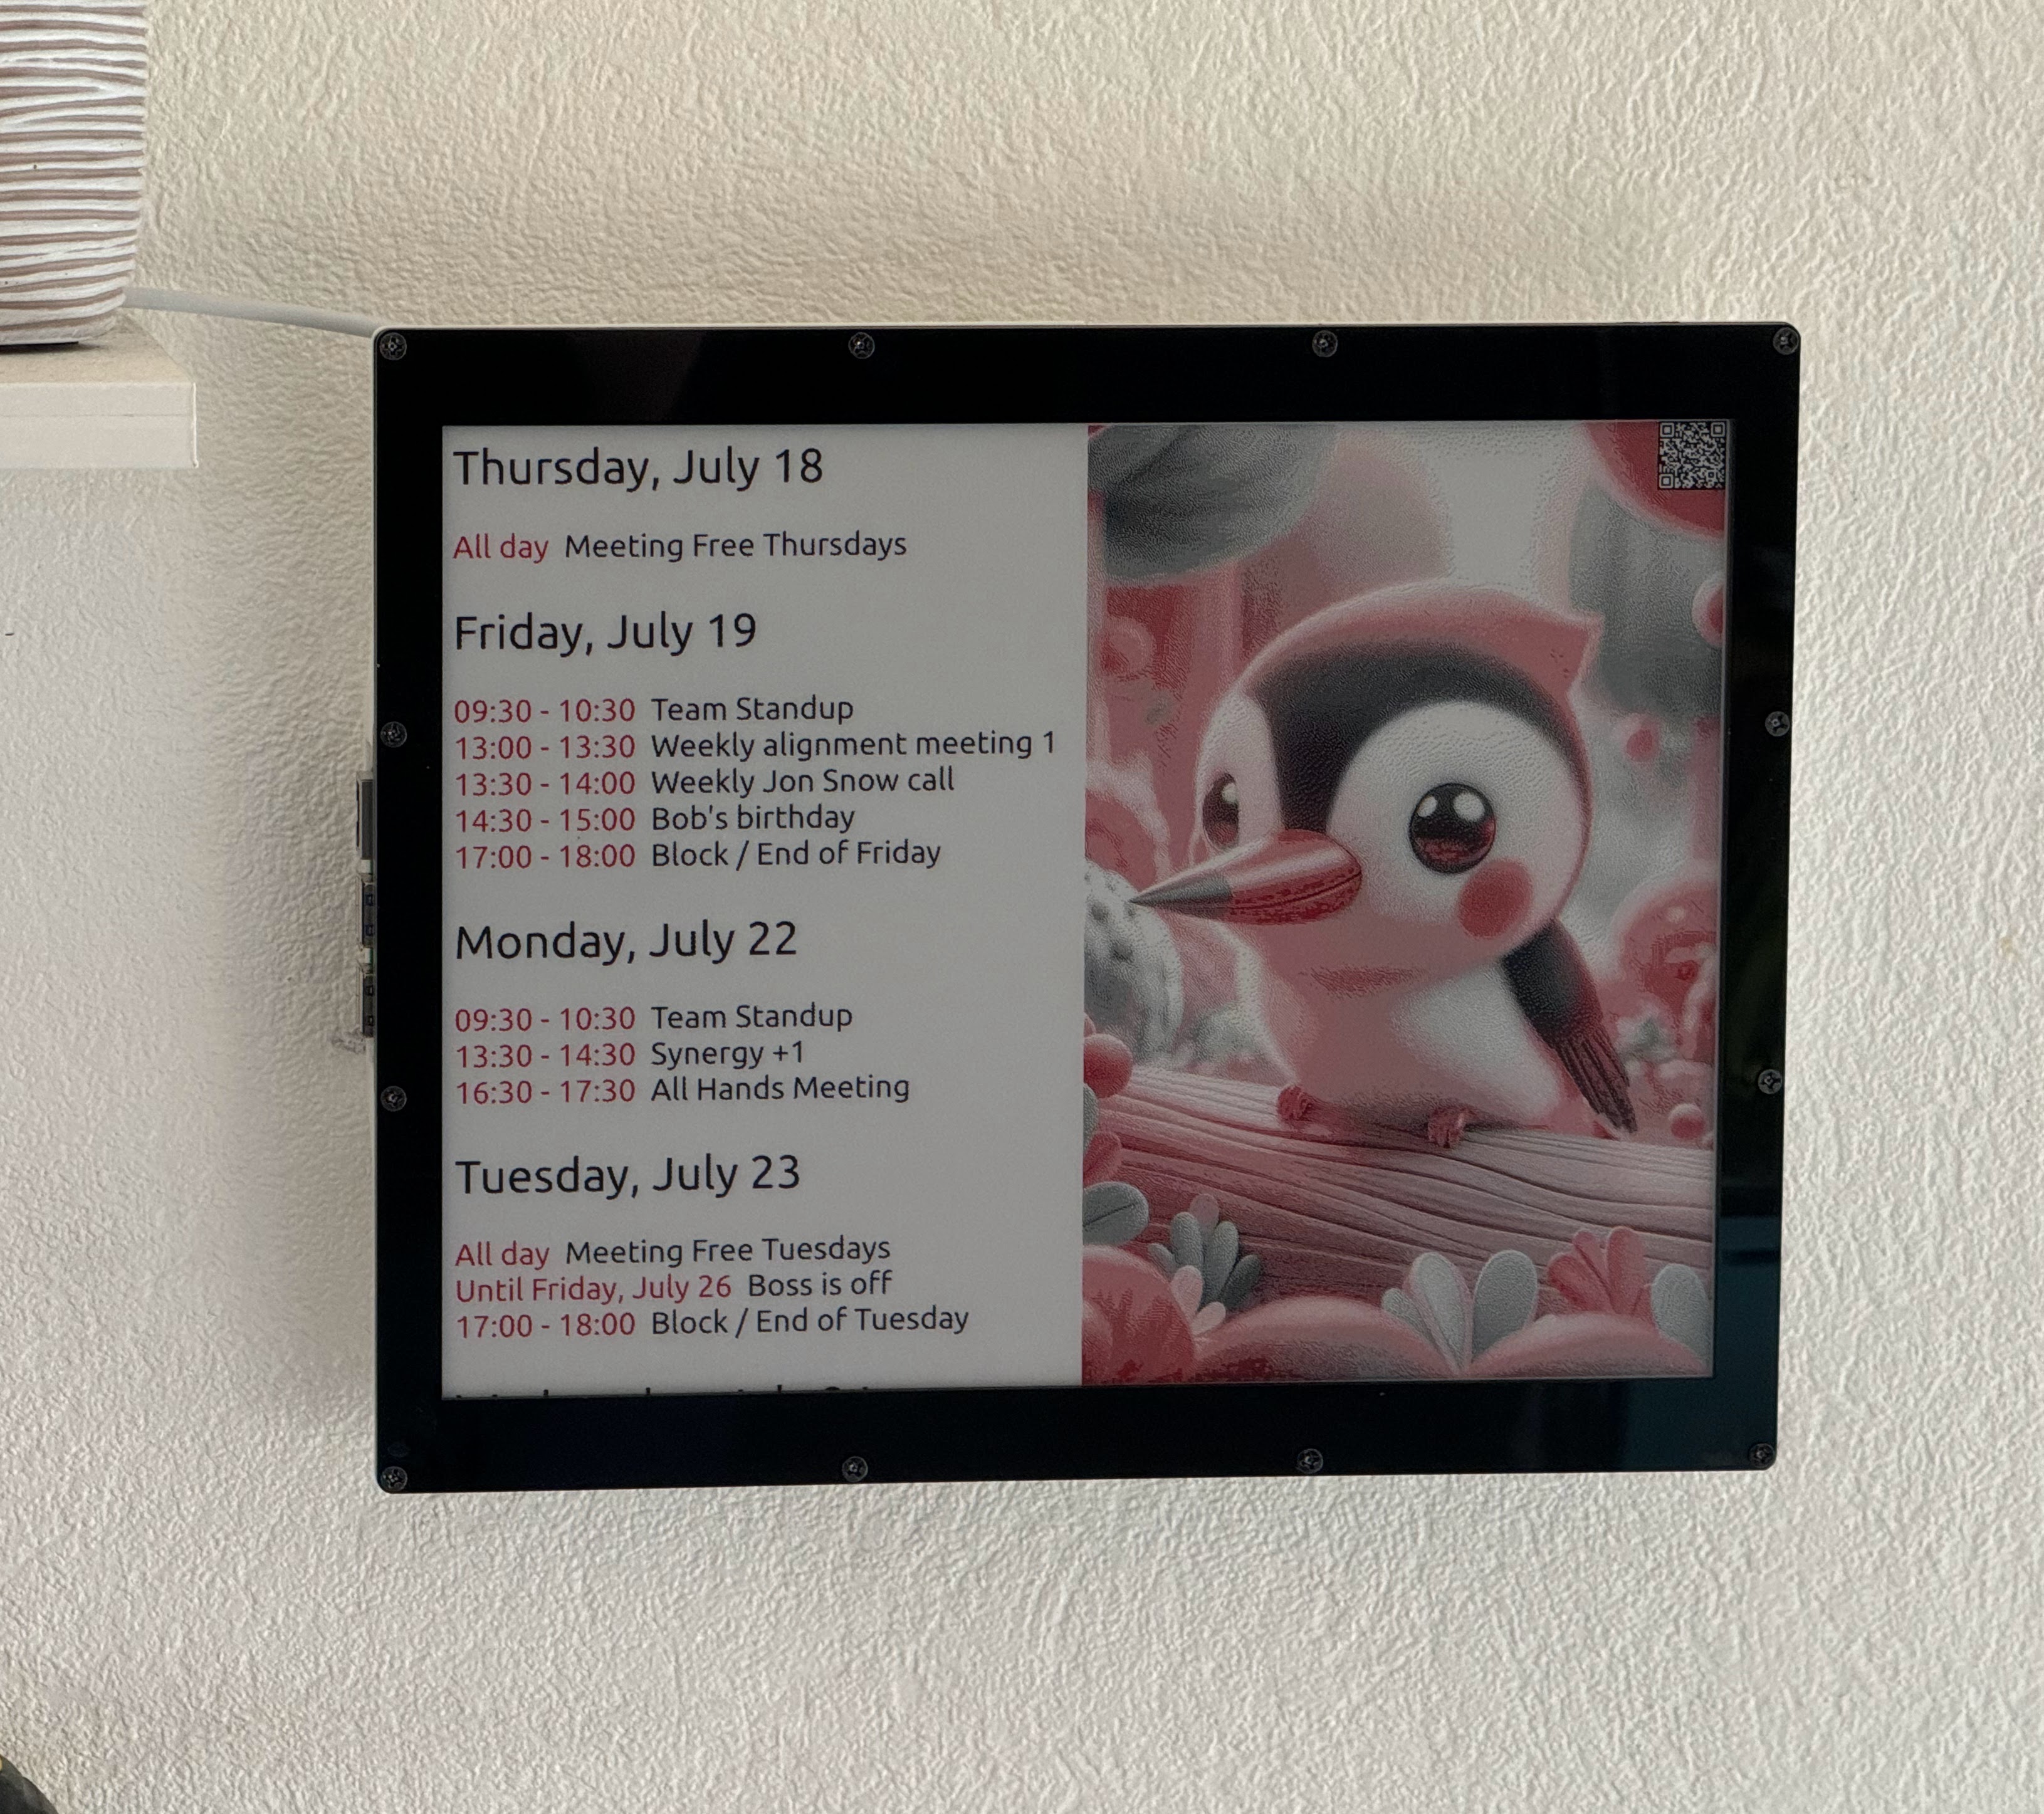 Thursday, July 18
All day Meeting Free Thursdays
Friday, July 19
09:30 - 10:30 Team Standup
13:00 - 13:30 Weekly alignment meeting 1
13:30 - 14:00 Weekly Jon Snow call
14:30 - 15:00 Bob's birthday
17:00 - 18:00 Block / End of Friday
Monday, July 22
09:30 - 10:30 Team Standup
13:30 - 14:30 Synergy +1
16:30 - 17:30 All Hands Meeting
Tuesday, July 23
All day Meeting Free Tuesdays
Until Friday, July 26 Boss is off
17:00 - 18:00 Block / End of Tuesday